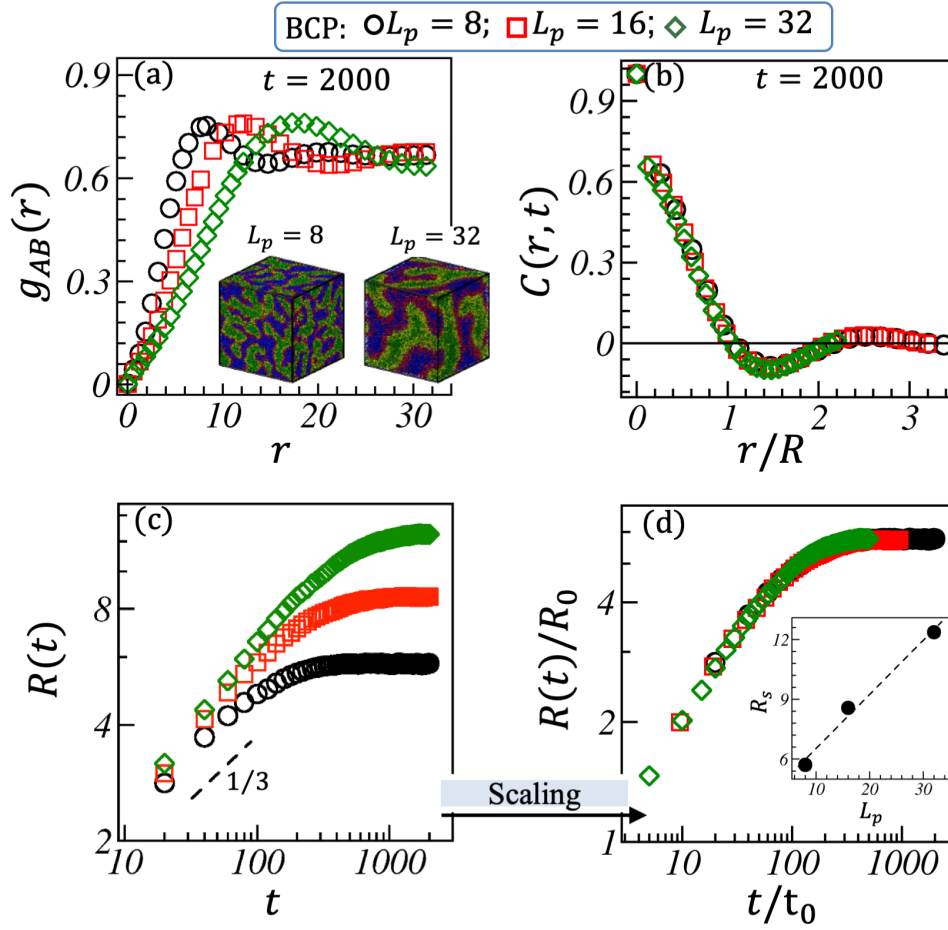 BCP: L_p = 8; L_p = 16; L_p = 32
(a) t = 2000
g_AB(r)
0.9
0.6
0.3
0
L_p = 8 L_p = 32
0 10 20 30
r
(b) t = 2000
C(r, t)
0.9
0.6
0.3
0
0 1 2 3
r/R
(c)
R(t)
8
4
2
1/3
10 100 1000
t
Scaling
(d)
R(t)/R_0
4
2
1
R_s
12
9
6
10 20 30
L_p
10 100 1000
t/t_0